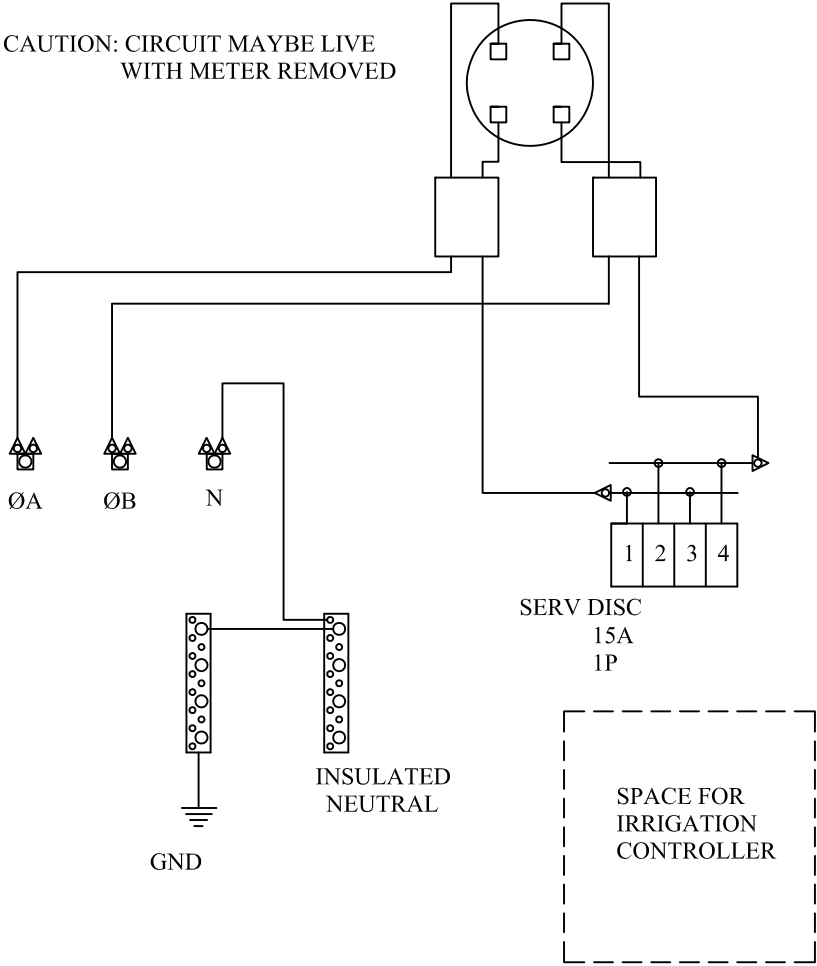 CAUTION: CIRCUIT MAYBE LIVE
WITH METER REMOVED
ØA
ØB
N
1 2 3 4
SERV DISC
15A
1P
INSULATED
NEUTRAL
GND
SPACE FOR
IRRIGATION
CONTROLLER